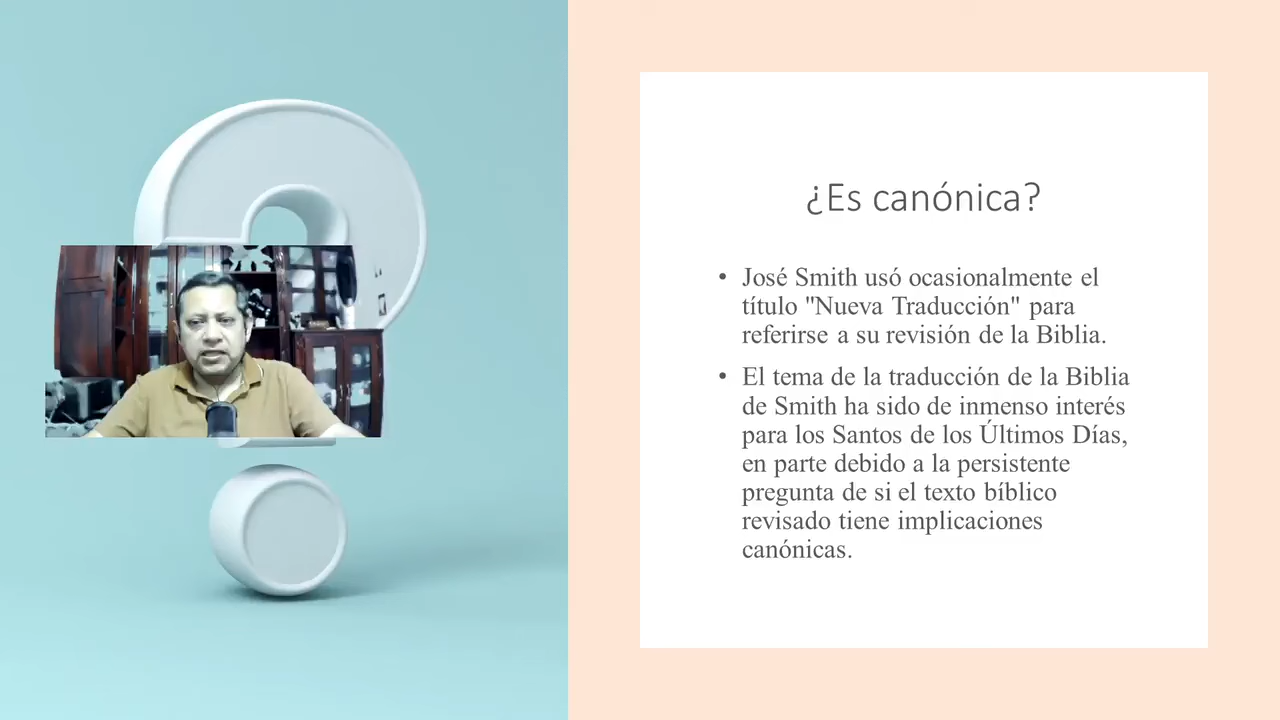 ¿Es canónica?
• José Smith usó ocasionalmente el
título "Nueva Traducción" para
referirse a su revisión de la Biblia.
• El tema de la traducción de la Biblia
de Smith ha sido de inmenso interés
para los Santos de los Últimos Días,
en parte debido a la persistente
pregunta de si el texto bíblico
revisado tiene implicaciones
canónicas.